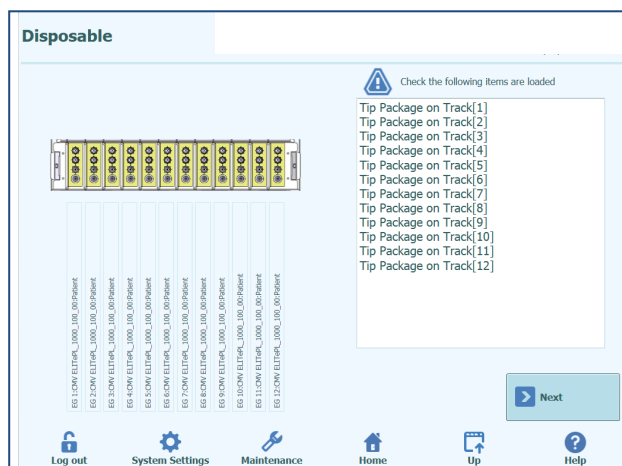 Disposable
Check the following items are loaded
Tip Package on Track[1]
Tip Package on Track[2]
Tip Package on Track[3]
Tip Package on Track[4]
Tip Package on Track[5]
Tip Package on Track[6]
Tip Package on Track[7]
Tip Package on Track[8]
Tip Package on Track[9]
Tip Package on Track[10]
Tip Package on Track[11]
Tip Package on Track[12]
EG 1:CMV ELITePL_1000_100_00:Patient
EG 2:CMV ELITePL_1000_100_00:Patient
EG 3:CMV ELITePL_1000_100_00:Patient
EG 4:CMV ELITePL_1000_100_00:Patient
EG 5:CMV ELITePL_1000_100_00:Patient
EG 6:CMV ELITePL_1000_100_00:Patient
EG 7:CMV ELITePL_1000_100_00:Patient
EG 8:CMV ELITePL_1000_100_00:Patient
EG 9:CMV ELITePL_1000_100_00:Patient
EG 10:CMV ELITePL_1000_100_00:Patient
EG 11:CMV ELITePL_1000_100_00:Patient
EG 12:CMV ELITePL_1000_100_00:Patient
Next
Log out
System Settings
Maintenance
Home
Up
Help